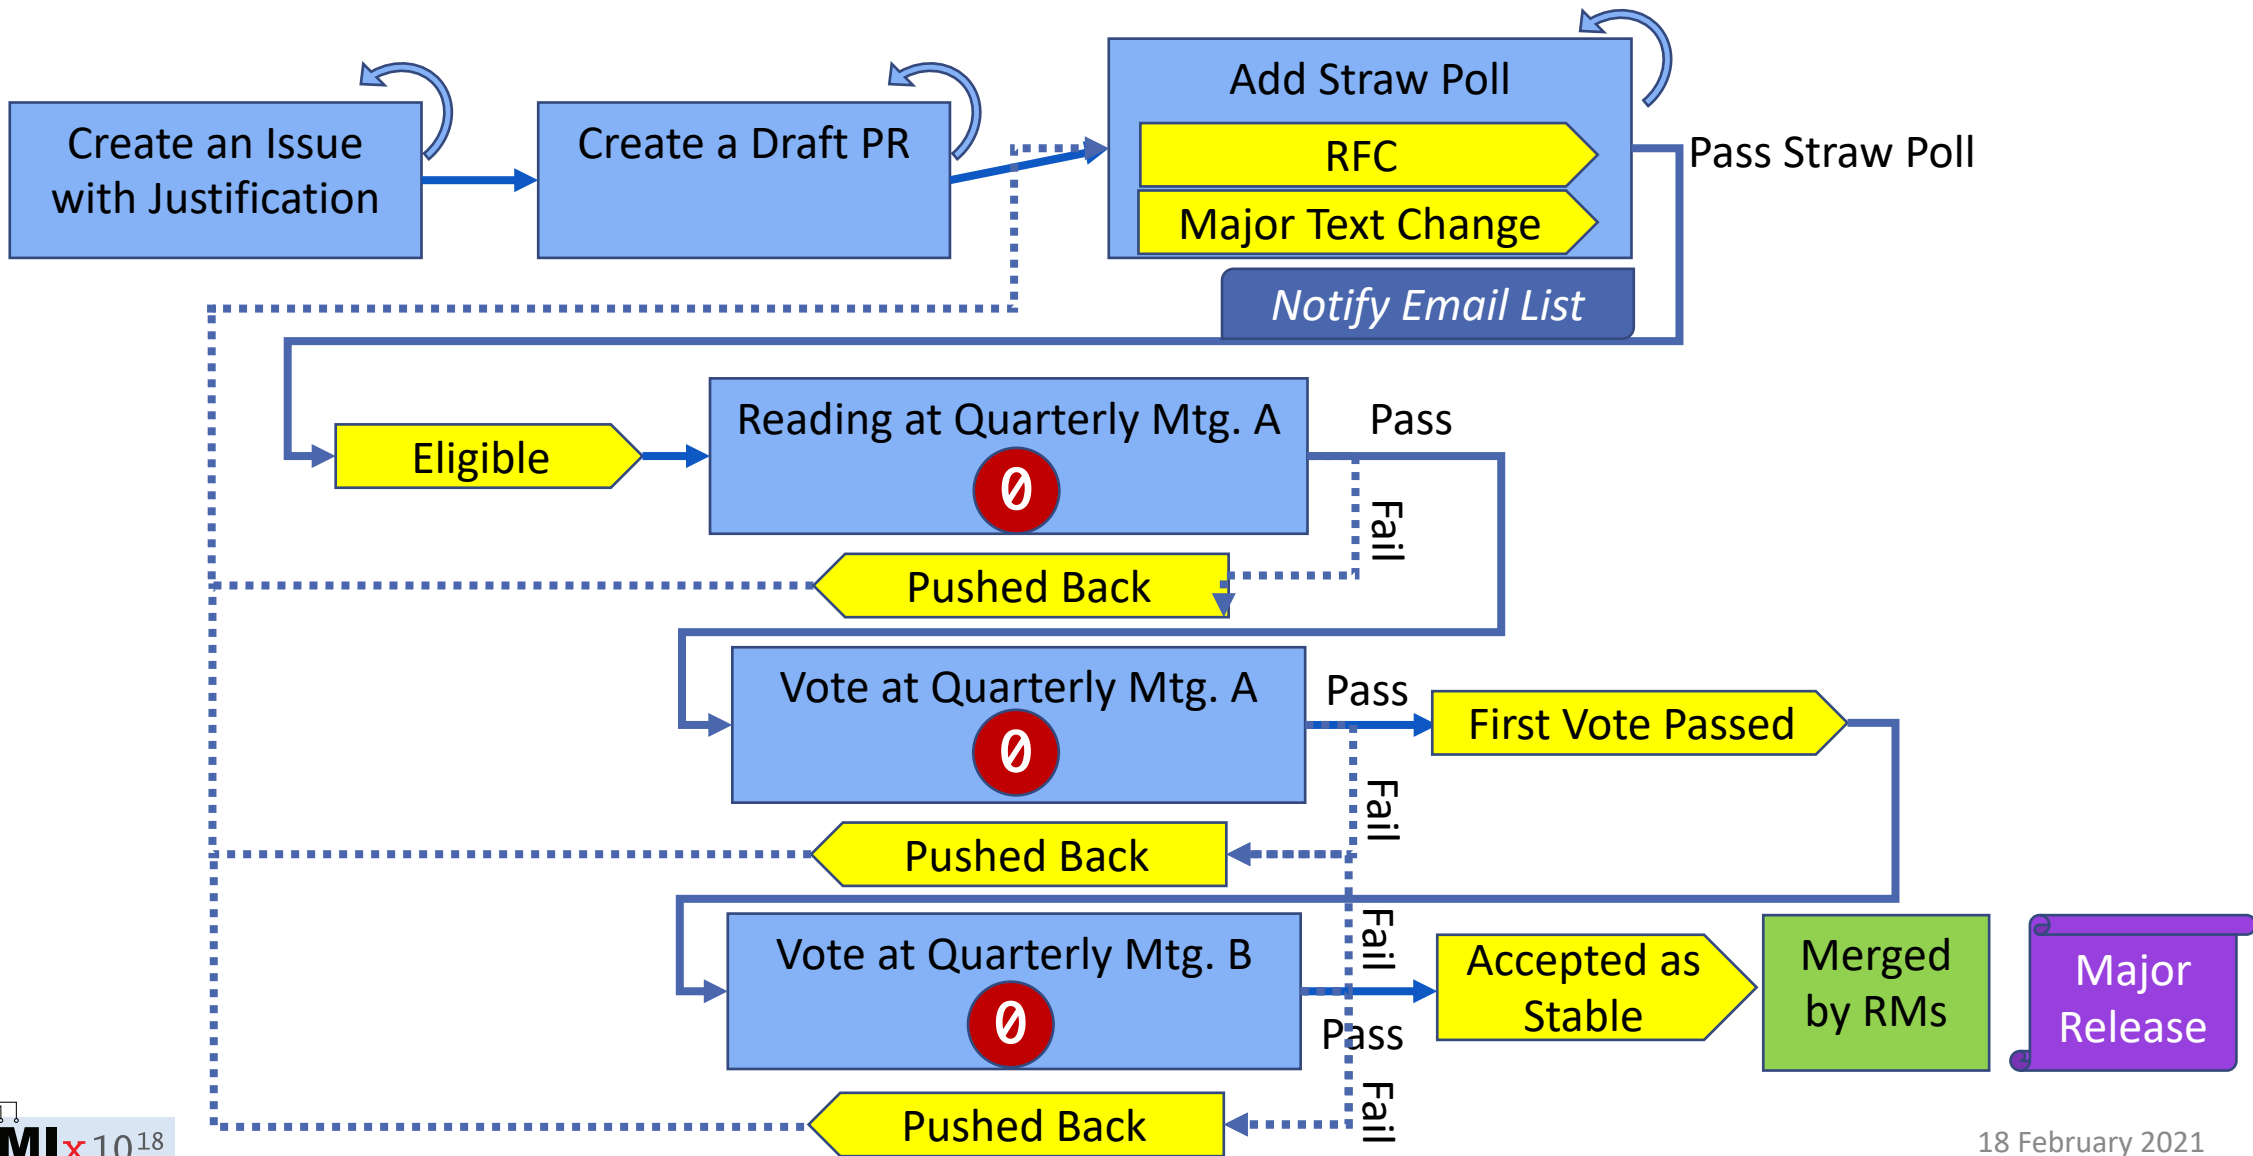 Create an Issue
with Justification
Create a Draft PR
Add Straw Poll
RFC
Major Text Change
Pass Straw Poll
Notify Email List
Eligible
Reading at Quarterly Mtg. A
0
Pass
Fail
Pushed Back
Vote at Quarterly Mtg. A
0
Pass
First Vote Passed
Fail
Pushed Back
Vote at Quarterly Mtg. B
0
Fail
Pass
Accepted as
Stable
Merged
by RMs
Major
Release
Fail
Pushed Back
MI x 10¹⁸
18 February 2021